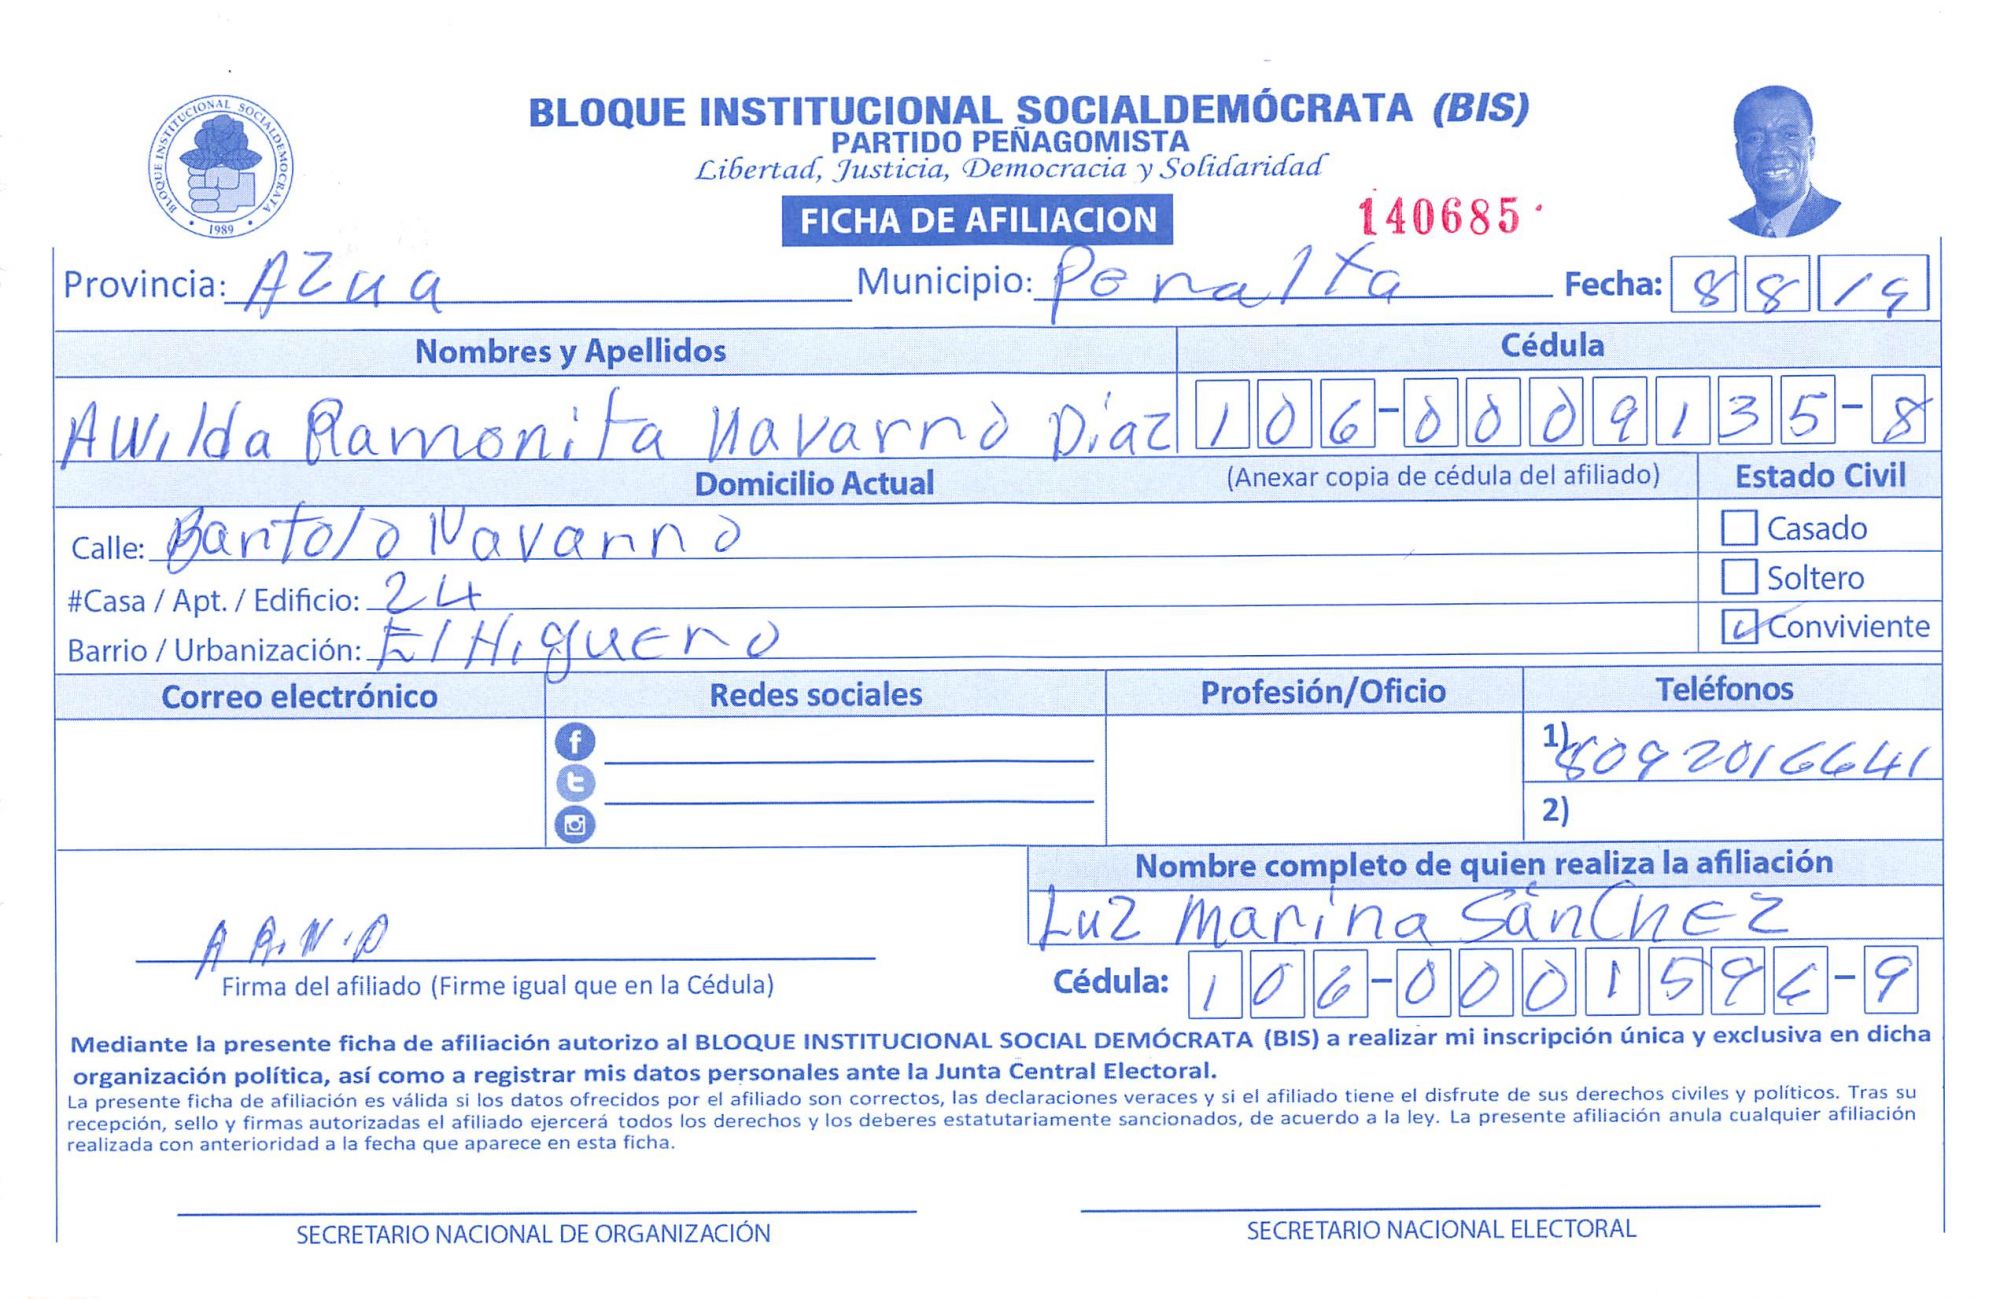 BLOQUE INSTITUCIONAL SOCIALDEMOCRATA
1989
BLOQUE INSTITUCIONAL SOCIALDEMÓCRATA (BIS)
PARTIDO PEÑAGOMISTA
Libertad, Justicia, Democracia y Solidaridad
FICHA DE AFILIACION 140685
Provincia: AZua Municipio: Peralta Fecha: 8 8 19
Nombres y Apellidos Cédula
AWilda Ramonita Navarro Díaz 106-0009135-8
Domicilio Actual (Anexar copia de cédula del afiliado) Estado Civil
Calle: Bartolo Navarro Casado
#Casa / Apt. / Edificio: 24 Soltero
Barrio / Urbanización: El Higuero Conviviente
Correo electrónico Redes sociales Profesión/Oficio Teléfonos
1) 8092016641
2)
Nombre completo de quien realiza la afiliación
Luz Marina SánChEz
A R.N.D
Firma del afiliado (Firme igual que en la Cédula) Cédula: 106-000159 -9
Mediante la presente ficha de afiliación autorizo al BLOQUE INSTITUCIONAL SOCIAL DEMÓCRATA (BIS) a realizar mi inscripción única y exclusiva en dicha
organización política, así como a registrar mis datos personales ante la Junta Central Electoral.
La presente ficha de afiliación es válida si los datos ofrecidos por el afiliado son correctos, las declaraciones veraces y si el afiliado tiene el disfrute de sus derechos civiles y políticos. Tras su
recepción, sello y firmas autorizadas el afiliado ejercerá todos los derechos y los deberes estatutariamente sancionados, de acuerdo a la ley. La presente afiliación anula cualquier afiliación
realizada con anterioridad a la fecha que aparece en esta ficha.
SECRETARIO NACIONAL DE ORGANIZACIÓN SECRETARIO NACIONAL ELECTORAL